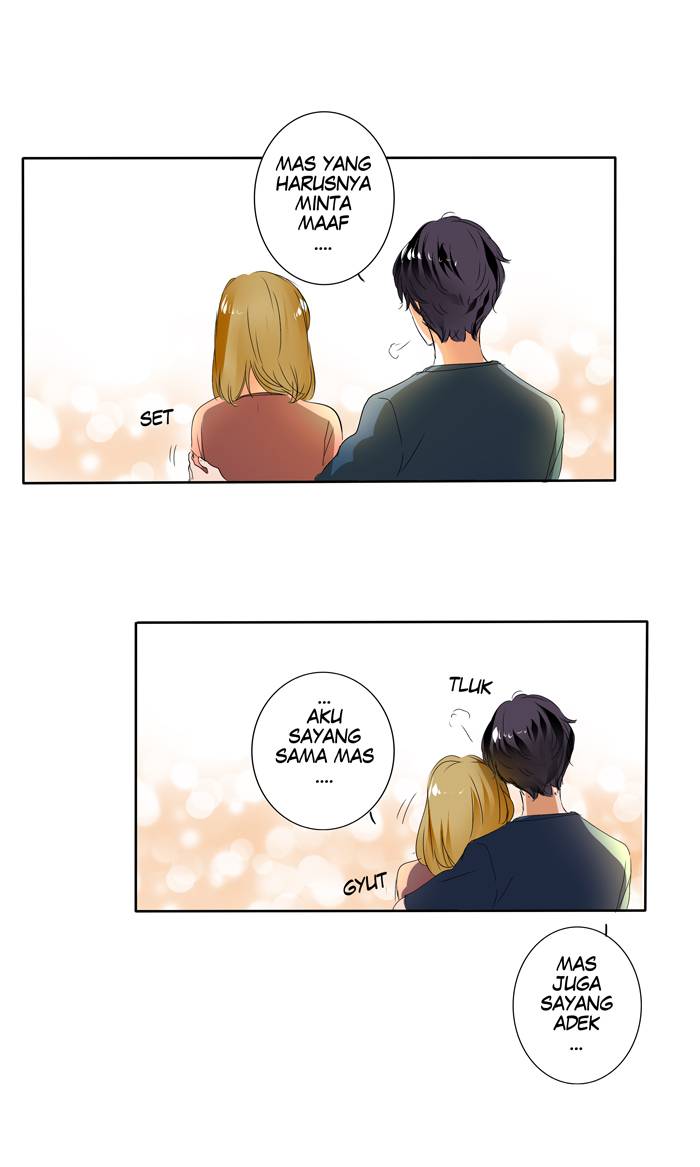 MAS YANG
HARUSNYA
MINTA
MAAF
....
SET
TLUK
...
AKU
SAYANG
SAMA MAS
....
GYUT
MAS
JUGA
SAYANG
ADEK
...